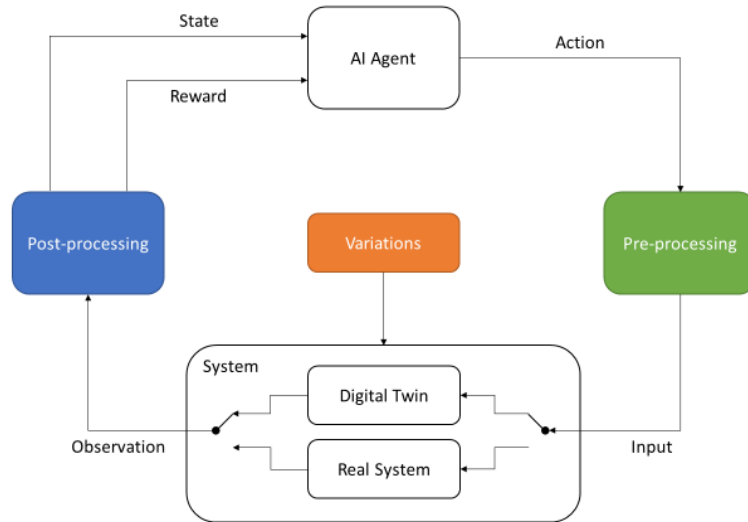 State
AI Agent
Action
Reward
Post-processing
Variations
Pre-processing
System
Digital Twin
Observation
Input
Real System